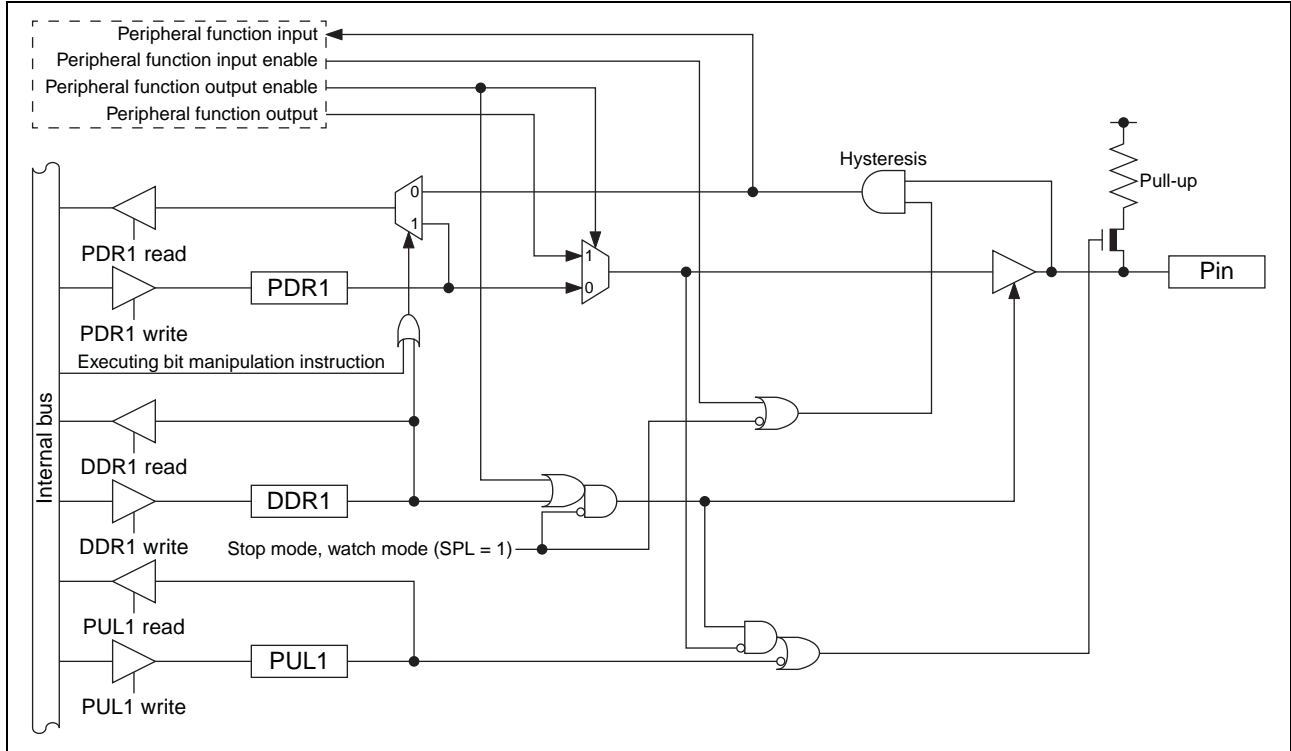 Peripheral function input
Peripheral function input enable
Peripheral function output enable
Peripheral function output
Hysteresis
Pull-up
0
1
PDR1 read
1
0
Pin
PDR1
PDR1 write
Executing bit manipulation instruction
Internal bus
DDR1 read
DDR1
DDR1 write
Stop mode, watch mode (SPL = 1)
PUL1 read
PUL1
PUL1 write